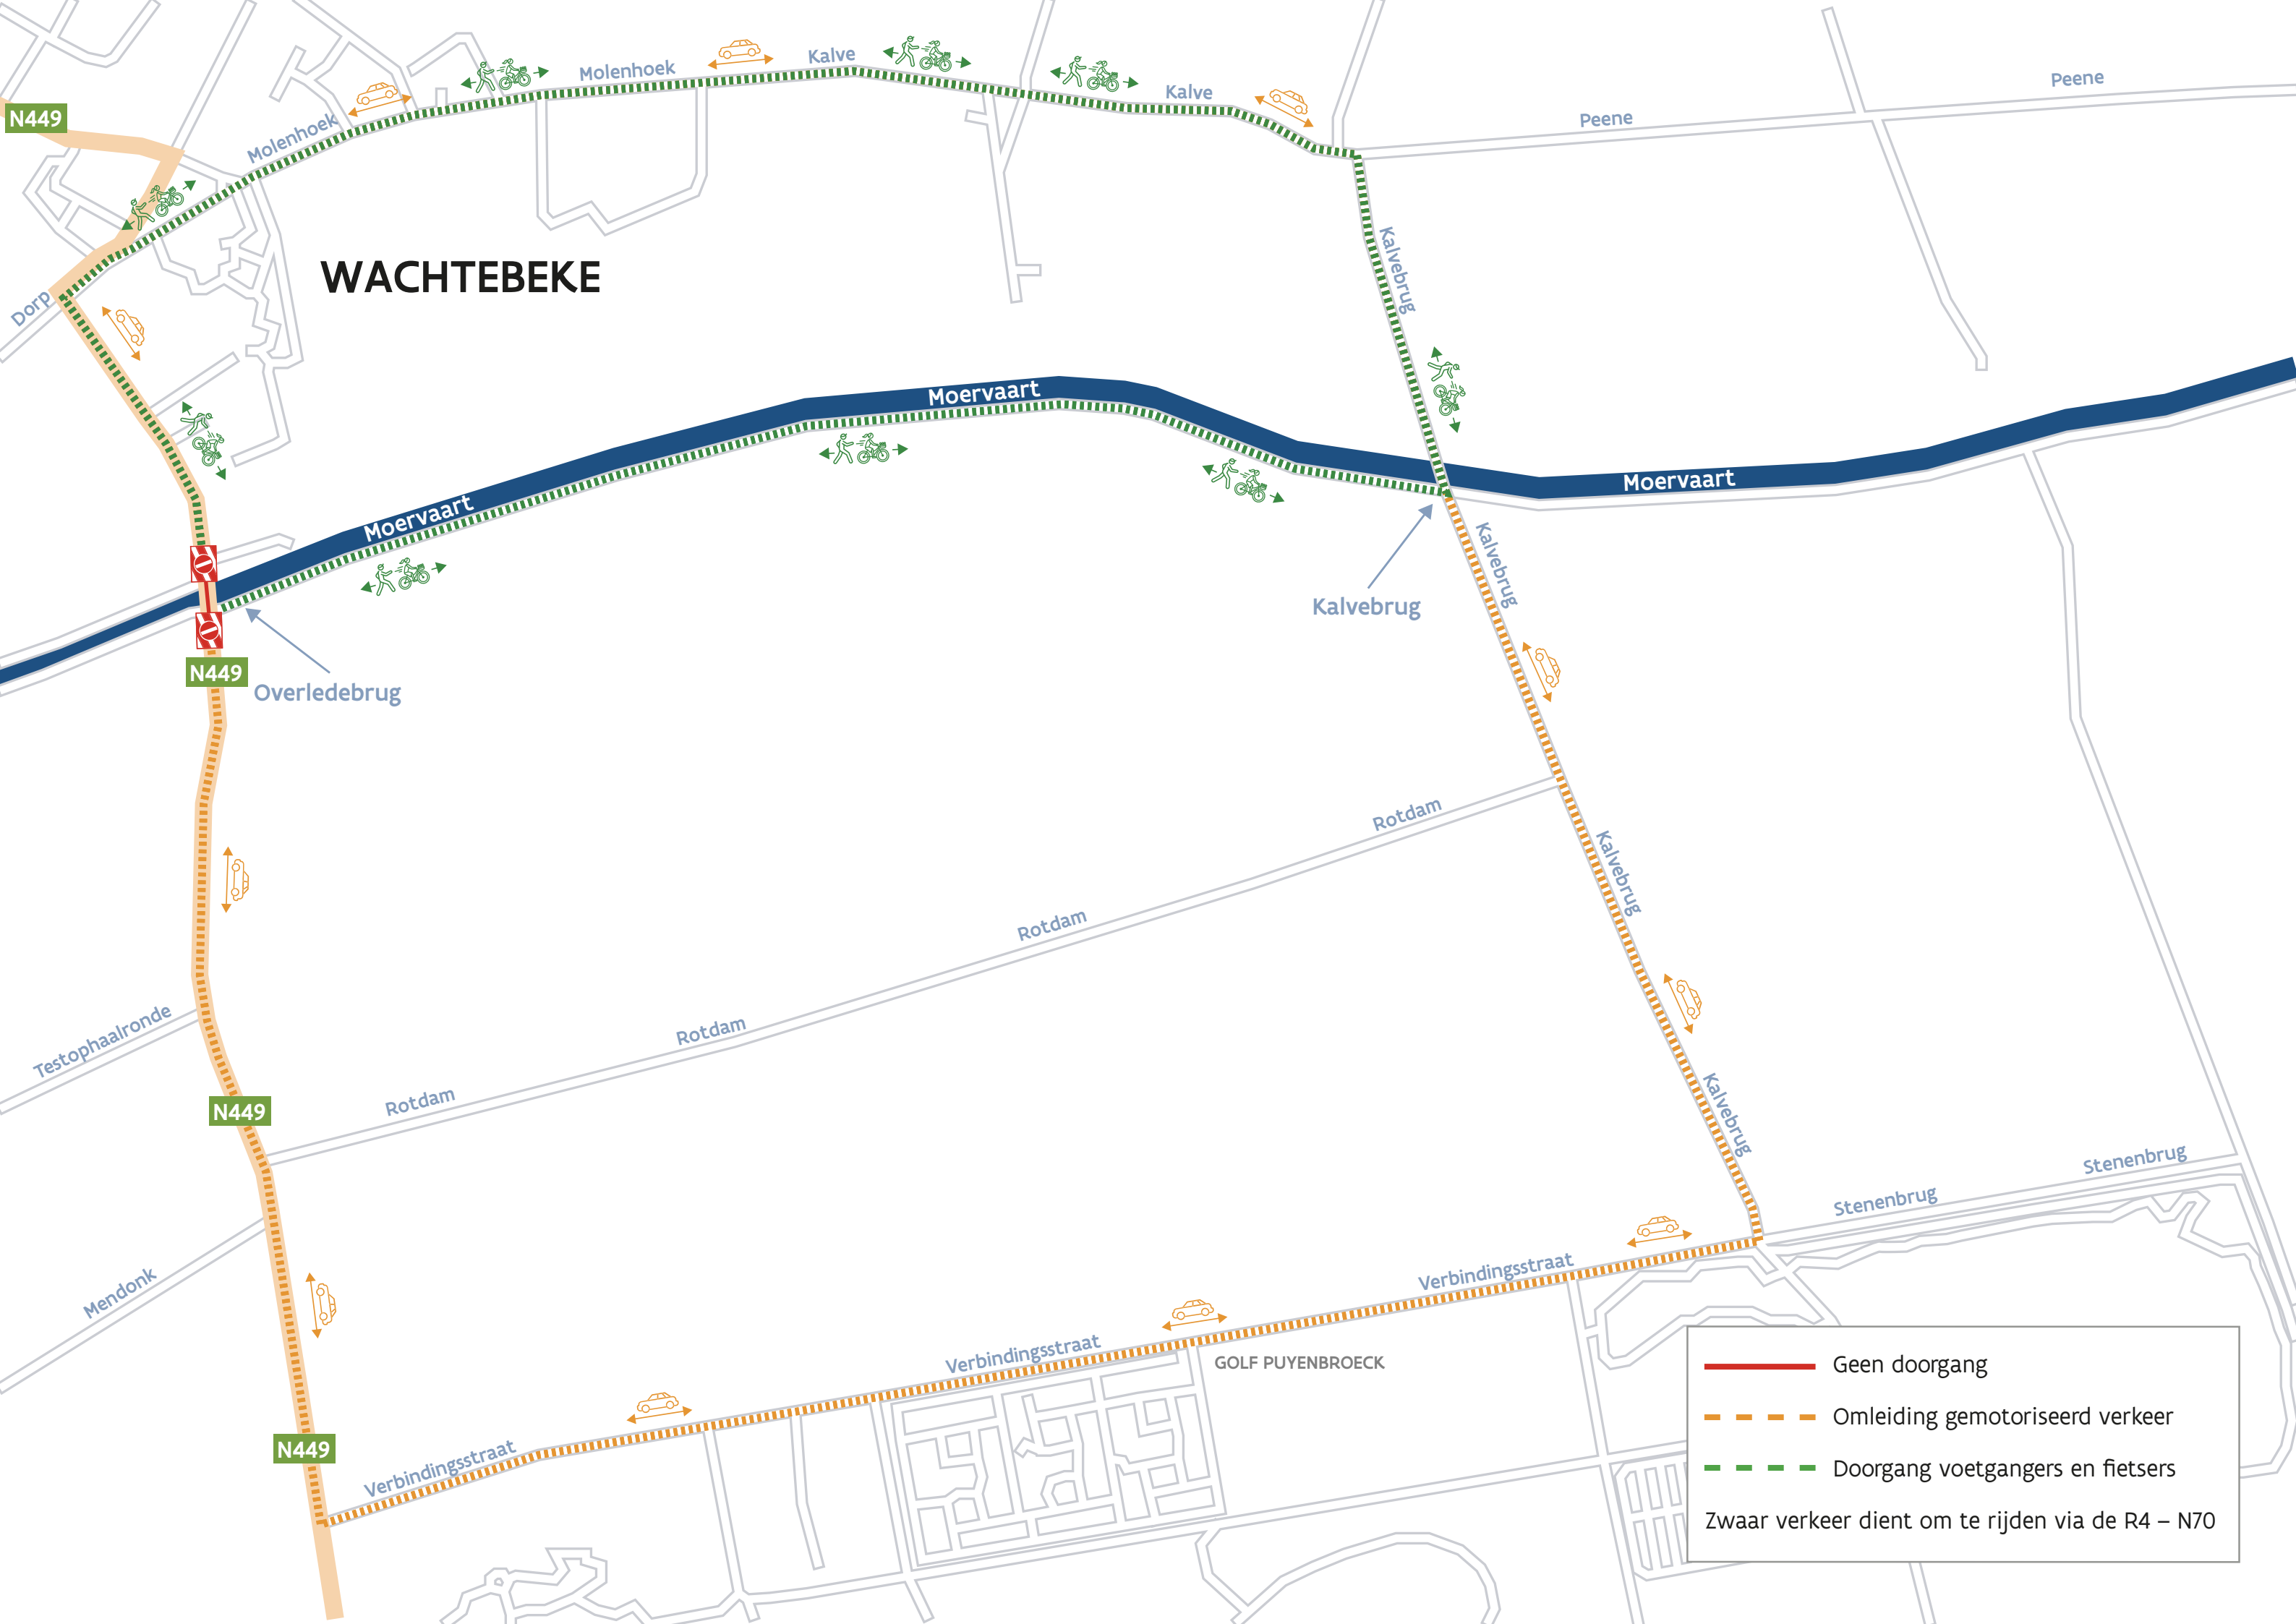 Kalve
Molenhoek
Peene
Kalve
Peene
N449
Molenhoek
WACHTEBEKE
Kalvebrug
Dorp
Moervaart
Moervaart
Moervaart
Kalvebrug
Kalvebrug
N449
Overledebrug
Rotdam
Kalvebrug
Rotdam
Testophaalronde
Rotdam
Rotdam
N449
Kalvebrug
Stenenbrug
Stenenbrug
Mendonk
Verbindingsstraat
Verbindingsstraat
GOLF PUYENBROECK
N449
Verbindingsstraat
Geen doorgang
Omleiding gemotoriseerd verkeer
Doorgang voetgangers en fietsers
Zwaar verkeer dient om te rijden via de R4 – N70